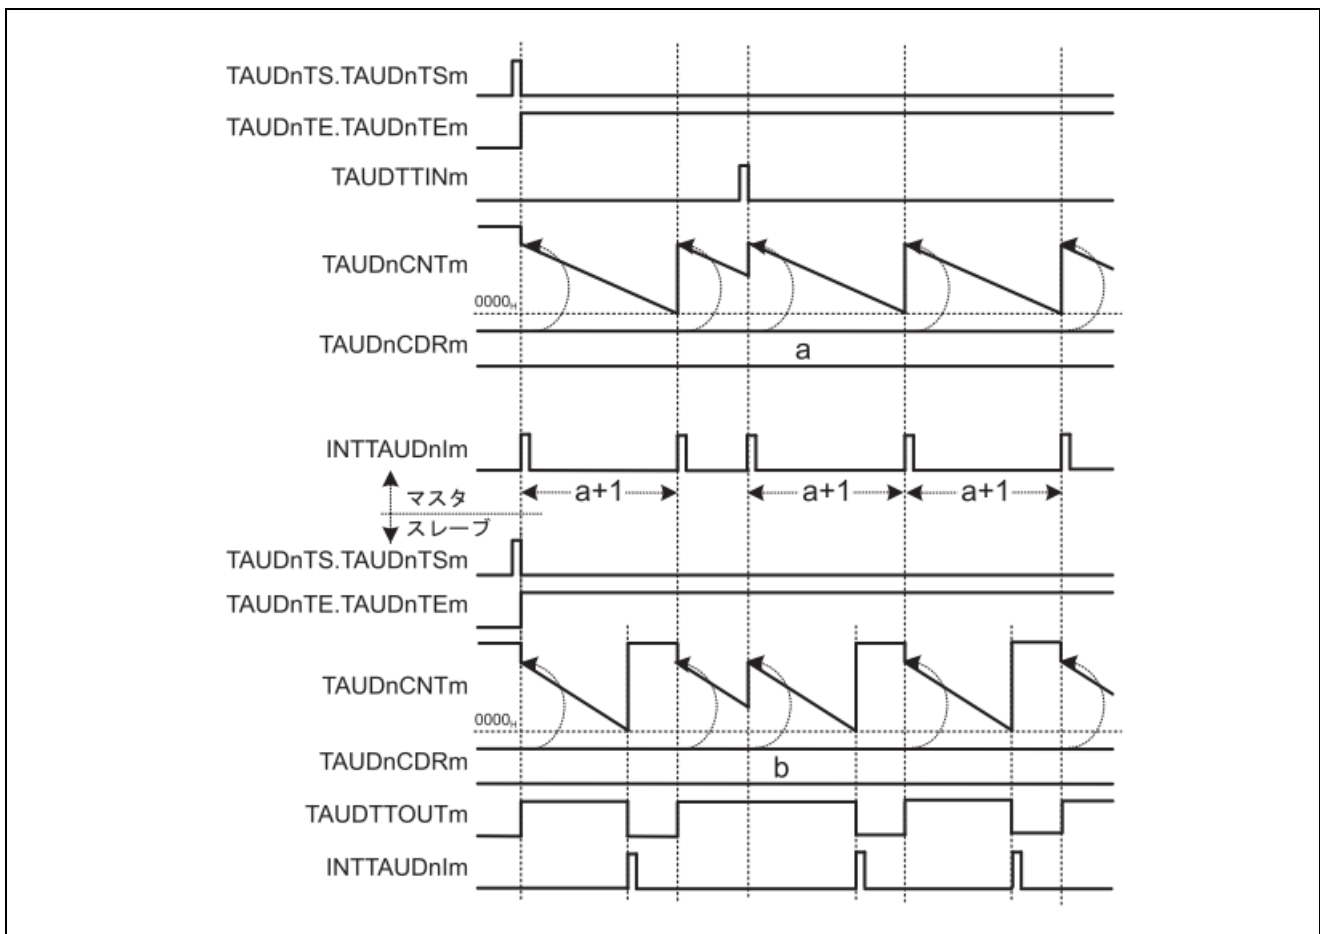 TAUDnTS.TAUDnTSm
TAUDnTE.TAUDnTEm
TAUDTTINm
TAUDnCNTm
0000H
TAUDnCDRm
a
INTTAUDnIm
a+1 a+1 a+1
マスタ
スレーブ
TAUDnTS.TAUDnTSm
TAUDnTE.TAUDnTEm
TAUDnCNTm
0000H
TAUDnCDRm
b
TAUDTTOUTm
INTTAUDnIm